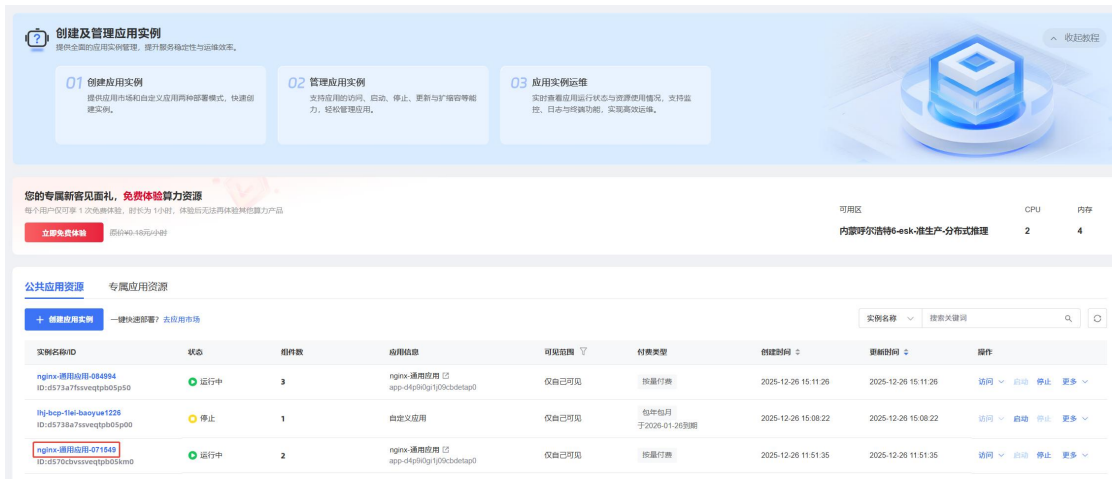 创建及管理应用实例
提供全面的应用实例管理，提升服务稳定性与运维效率。
收起教程
01 创建应用实例
提供应用市场和自定义应用两种部署模式，快速创
建实例。
02 管理应用实例
支持应用的访问、启动、停止、更新与扩缩容等能
力，轻松管理应用。
03 应用实例运维
实时查看应用运行状态与资源使用情况，支持监
控、日志与终端功能，实现高效运维。
您的专属新客见面礼，免费体验算力资源
每个用户仅可享 1 次免费体验，时长为 1小时，体验后无法再体验其他算力产品
立即免费体验 原价¥0.18元/小时
可用区 CPU 内存
内蒙呼尔浩特6-esk-准生产-分布式推理 2 4
公共应用资源 专属应用资源
+ 创建应用实例 一键快速部署？去应用市场
实例名称 搜索关键词
实例名称/ID 状态 组件数 应用信息 可见范围 付费类型 创建时间 更新时间 操作
nginx-通用应用-084994 运行中 3 nginx-通用应用 仅自己可见 按量付费 2025-12-26 15:11:26 2025-12-26 15:11:26 访问 启动 停止 更多
ID:d573a7fssveqtpb05p50 app-d4p9i0gi1j09cbdetap0
lhj-bcp-1lei-baoyue1226 停止 1 自定义应用 仅自己可见 包年包月 2025-12-26 15:08:22 2025-12-26 15:08:22 访问 启动 停止 更多
ID:d5738a7ssveqtpb05p00 于2026-01-26到期
nginx-通用应用-071549 运行中 2 nginx-通用应用 仅自己可见 按量付费 2025-12-26 11:51:35 2025-12-26 11:51:35 访问 启动 停止 更多
ID:d570cbvssveqtpb05km0 app-d4p9i0gi1j09cbdetap0